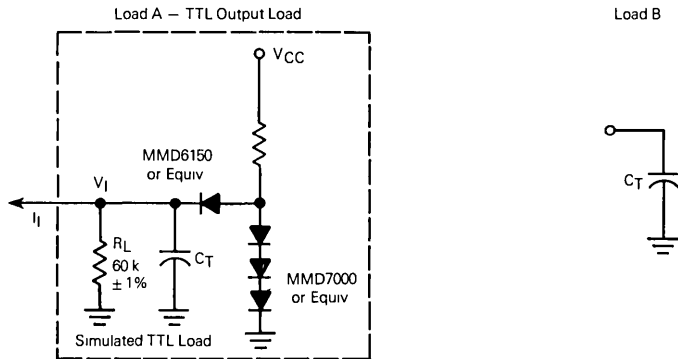 Load A – TTL Output Load
Load B
VCC
MMD6150
or Equiv
VI
II
RL
60 k
± 1%
CT
MMD7000
or Equiv
Simulated TTL Load
CT